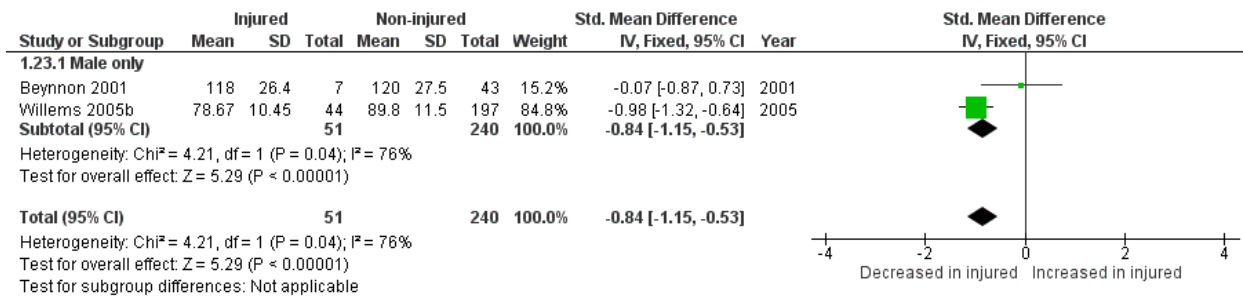 Injured Non-injured Std. Mean Difference Std. Mean Difference
Study or Subgroup Mean SD Total Mean SD Total Weight IV, Fixed, 95% CI Year IV, Fixed, 95% CI
1.23.1 Male only
Beynnon 2001 118 26.4 7 120 27.5 43 15.2% -0.07 [-0.87, 0.73] 2001
Willems 2005b 78.67 10.45 44 89.8 11.5 197 84.8% -0.98 [-1.32, -0.64] 2005
Subtotal (95% CI) 51 240 100.0% -0.84 [-1.15, -0.53]
Heterogeneity: Chi² = 4.21, df = 1 (P = 0.04); I² = 76%
Test for overall effect: Z = 5.29 (P < 0.00001)
Total (95% CI) 51 240 100.0% -0.84 [-1.15, -0.53]
Heterogeneity: Chi² = 4.21, df = 1 (P = 0.04); I² = 76%
Test for overall effect: Z = 5.29 (P < 0.00001)
Test for subgroup differences: Not applicable
-4 -2 0 2 4
Decreased in injured Increased in injured